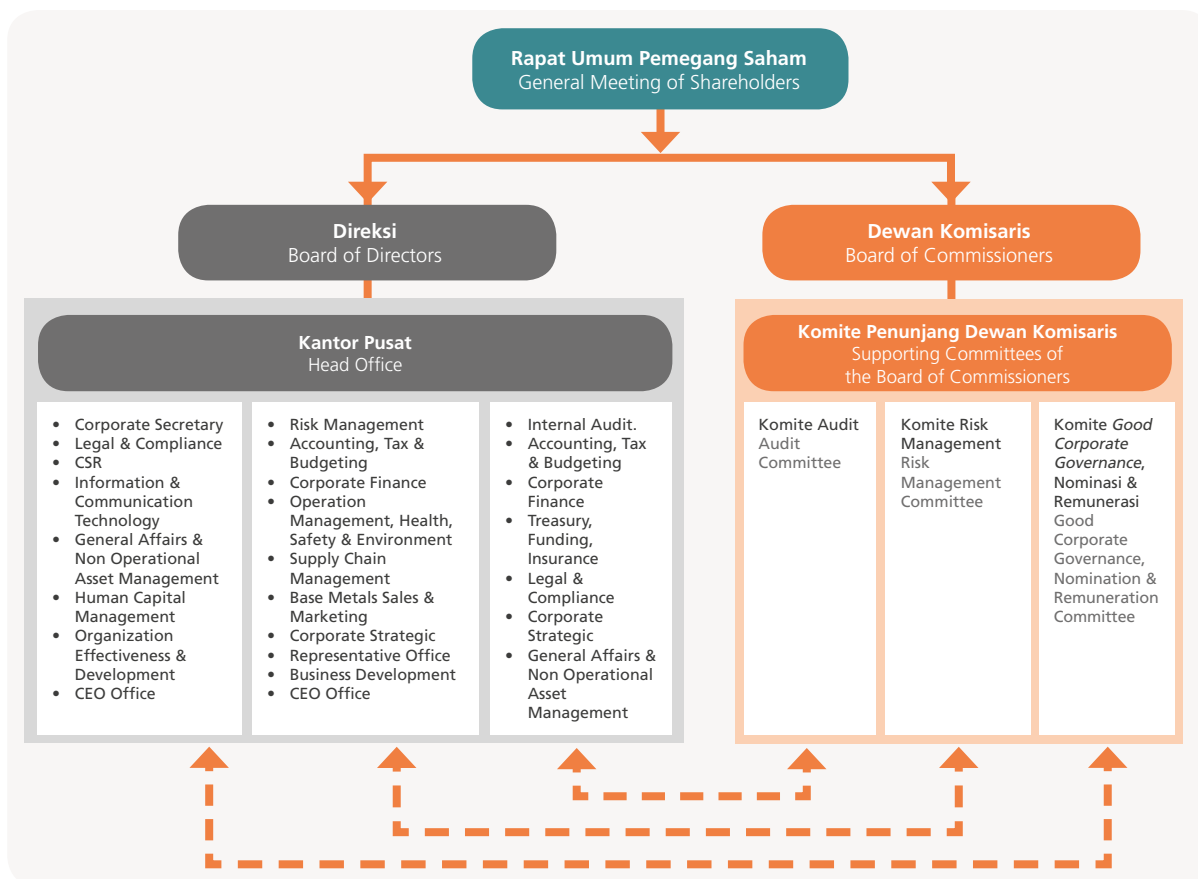 Rapat Umum Pemegang Saham
General Meeting of Shareholders
Direksi
Board of Directors
Dewan Komisaris
Board of Commissioners
Kantor Pusat
Head Office
• Corporate Secretary
• Legal & Compliance
• CSR
• Information &
Communication
Technology
• General Affairs &
Non Operational
Asset Management
• Human Capital
Management
• Organization
Effectiveness &
Development
• CEO Office
• Risk Management
• Accounting, Tax &
Budgeting
• Corporate Finance
• Operation
Management, Health,
Safety & Environment
• Supply Chain
Management
• Base Metals Sales &
Marketing
• Corporate Strategic
• Representative Office
• Business Development
• CEO Office
• Internal Audit.
• Accounting, Tax
& Budgeting
• Corporate
Finance
• Treasury,
Funding,
Insurance
• Legal &
Compliance
• Corporate
Strategic
• General Affairs &
Non Operational
Asset
Management
Komite Penunjang Dewan Komisaris
Supporting Committees of
the Board of Commissioners
Komite Audit
Audit
Committee
Komite Risk
Management
Risk
Management
Committee
Komite Good
Corporate
Governance,
Nominasi &
Remunerasi
Good
Corporate
Governance,
Nomination &
Remuneration
Committee